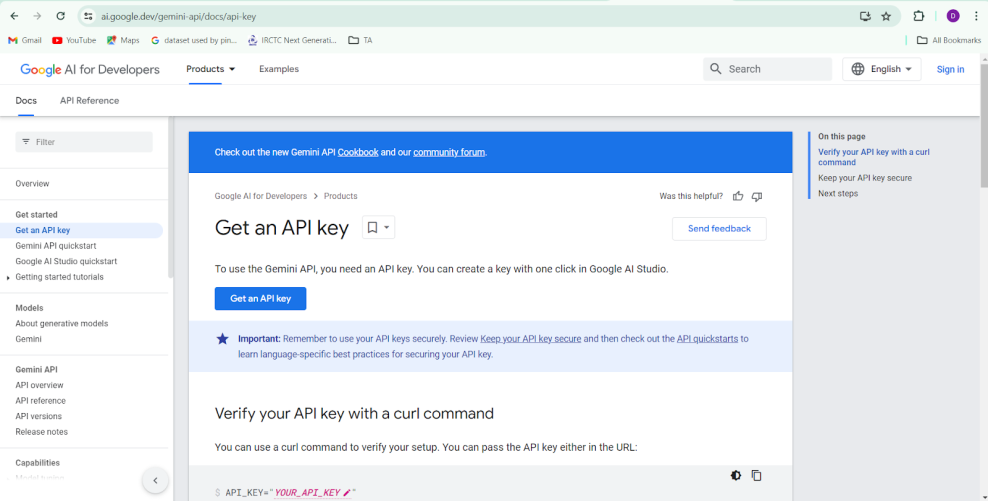 ai.google.dev/gemini-api/docs/api-key
D
Gmail
YouTube
Maps
dataset used by pin...
IRCTC Next Generati...
TA
All Bookmarks
Google AI for Developers
Products
Examples
Search
English
Sign in
Docs
API Reference
Filter
Overview
Get started
Get an API key
Gemini API quickstart
Google AI Studio quickstart
Getting started tutorials
Models
About generative models
Gemini
Gemini API
API overview
API reference
API versions
Release notes
Capabilities
Check out the new Gemini API Cookbook and our community forum.
Google AI for Developers > Products
Was this helpful?
Get an API key
Send feedback
To use the Gemini API, you need an API key. You can create a key with one click in Google AI Studio.
Get an API key
Important: Remember to use your API keys securely. Review Keep your API key secure and then check out the API quickstarts to
learn language-specific best practices for securing your API key.
Verify your API key with a curl command
You can use a curl command to verify your setup. You can pass the API key either in the URL:
$ API_KEY="YOUR_API_KEY"
On this page
Verify your API key with a curl
command
Keep your API key secure
Next steps